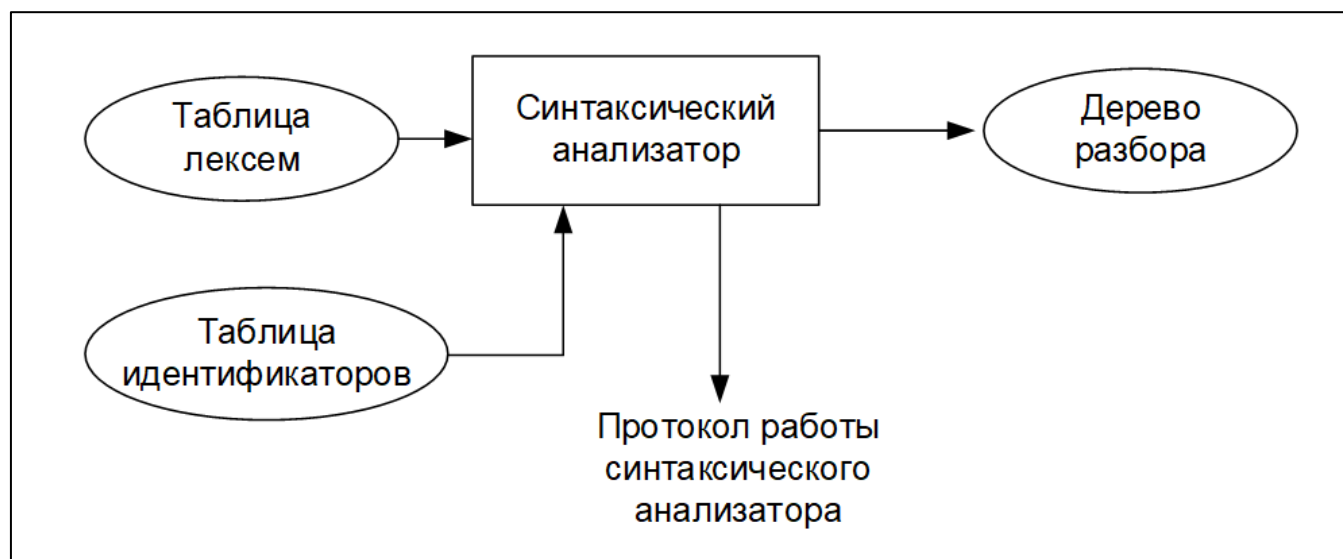 Таблица
лексем
Синтаксический
анализатор
Дерево
разбора
Таблица
идентификаторов
Протокол работы
синтаксического
анализатора